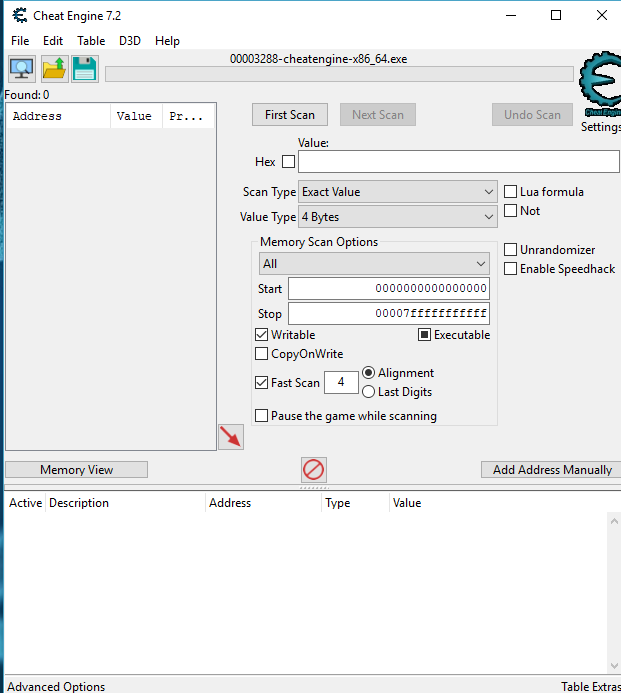 Cheat Engine 7.2
File Edit Table D3D Help
00003288-cheatengine-x86_64.exe
Found: 0
Address Value Pr...
First Scan Next Scan Undo Scan
Cheat Engine
Settings
Value:
Hex
Scan Type Exact Value Lua formula
Value Type 4 Bytes Not
Memory Scan Options
All
Unrandomizer
Enable Speedhack
Start 0000000000000000
Stop 00007fffffffffff
Writable Executable
CopyOnWrite
Fast Scan 4 Alignment
Last Digits
Pause the game while scanning
Memory View Add Address Manually
Active Description Address Type Value
Advanced Options Table Extras